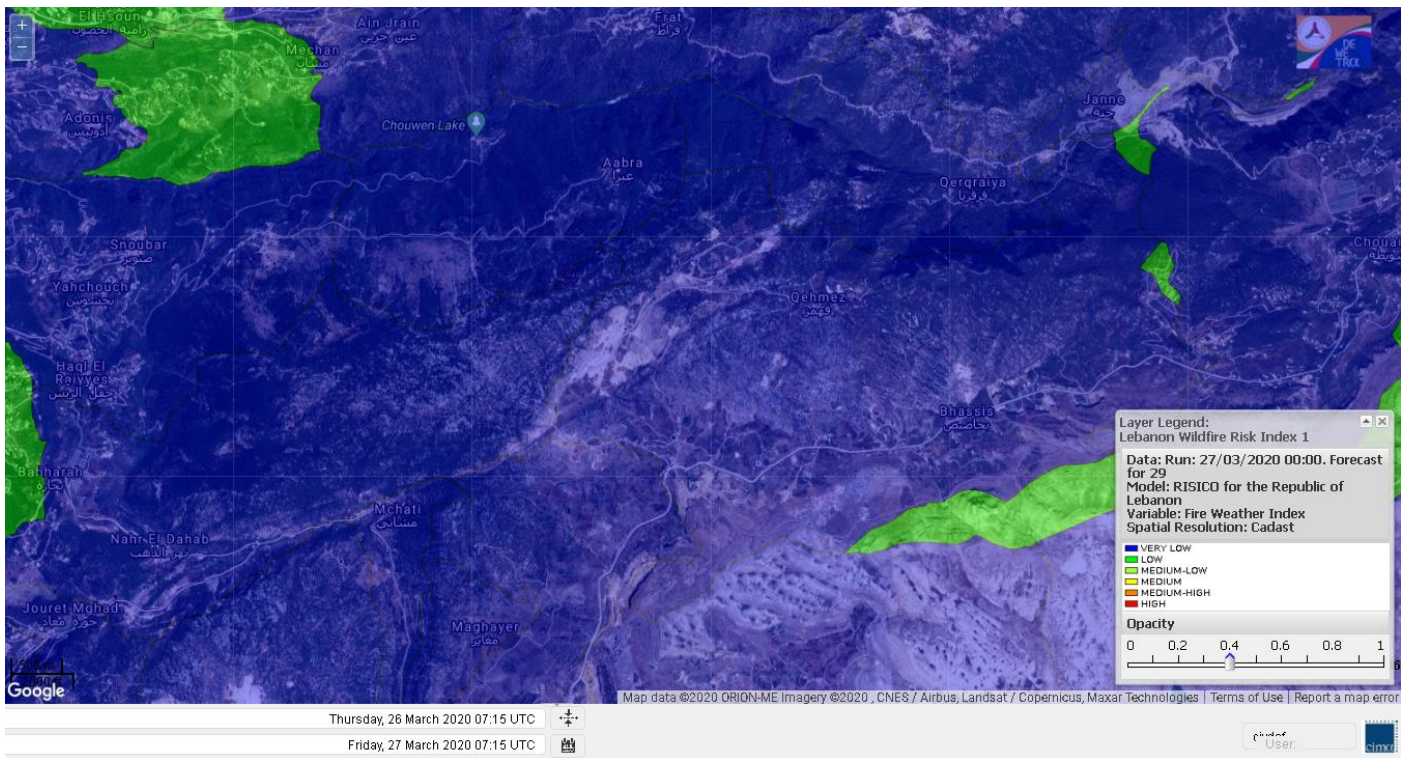 El Hsoun
رامية الحصون
Ain Jrain
عين جرين
Frat
فراط
Mechan
مشان
+
−
DE
WE
TRA
Janne
جنة
Adonis
أدونيس
Chouwen Lake
Aabra
عبرا
Qerqraiya
قرقريا
Snoubar
صنوبر
Yahchouch
يحشوش
Qehmez
قهمز
Haql El
Raiyyes
حقل الريس
Bhassis
بحاصيص
Mchati
مشاتي
Nahr El Dahab
نهر الذهب
Jouret Mghad
Maghayer
مغاير
Google
Layer Legend:
Lebanon Wildfire Risk Index 1
Data: Run: 27/03/2020 00:00. Forecast
for 29
Model: RISICO for the Republic of
Lebanon
Variable: Fire Weather Index
Spatial Resolution: Cadast
VERY LOW
LOW
MEDIUM-LOW
MEDIUM
MEDIUM-HIGH
HIGH
Opacity
0 0.2 0.4 0.6 0.8 1
Map data ©2020 ORION-ME Imagery ©2020 , CNES / Airbus, Landsat / Copernicus, Maxar Technologies
Terms of Use
Report a map error
Thursday, 26 March 2020 07:15 UTC
Friday, 27 March 2020 07:15 UTC
User:
cima